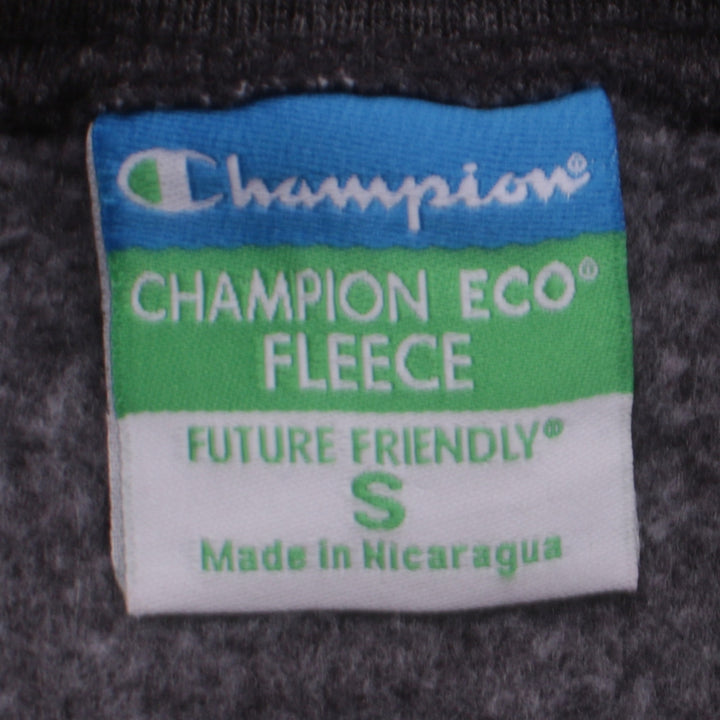 Champion®
CHAMPION ECO®
FLEECE
FUTURE FRIENDLY®
S
Made in Nicaragua